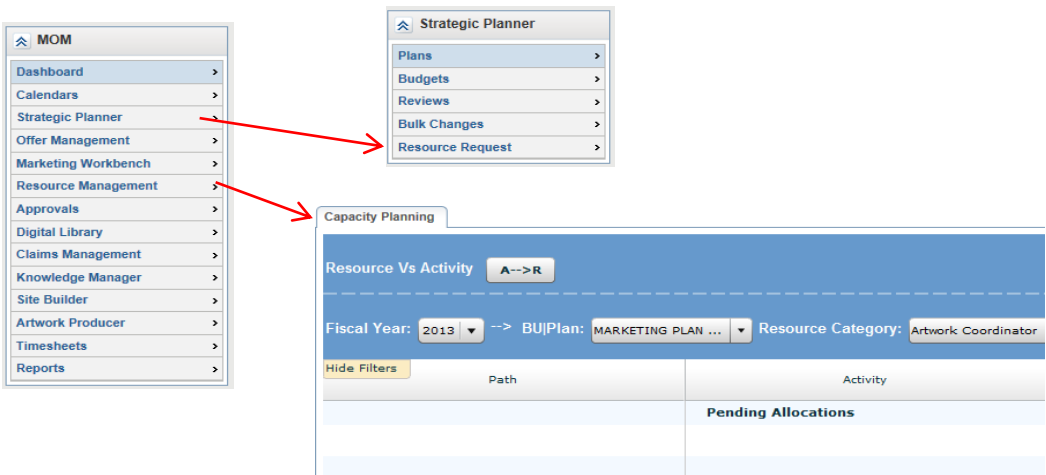 MOM
Dashboard
Calendars
Strategic Planner
Offer Management
Marketing Workbench
Resource Management
Approvals
Digital Library
Claims Management
Knowledge Manager
Site Builder
Artwork Producer
Timesheets
Reports
Strategic Planner
Plans
Budgets
Reviews
Bulk Changes
Resource Request
Capacity Planning
Resource Vs Activity A-->R
Fiscal Year: 2013 --> BU|Plan: MARKETING PLAN ... Resource Category: Artwork Coordinator
Hide Filters
Path Activity
Pending Allocations